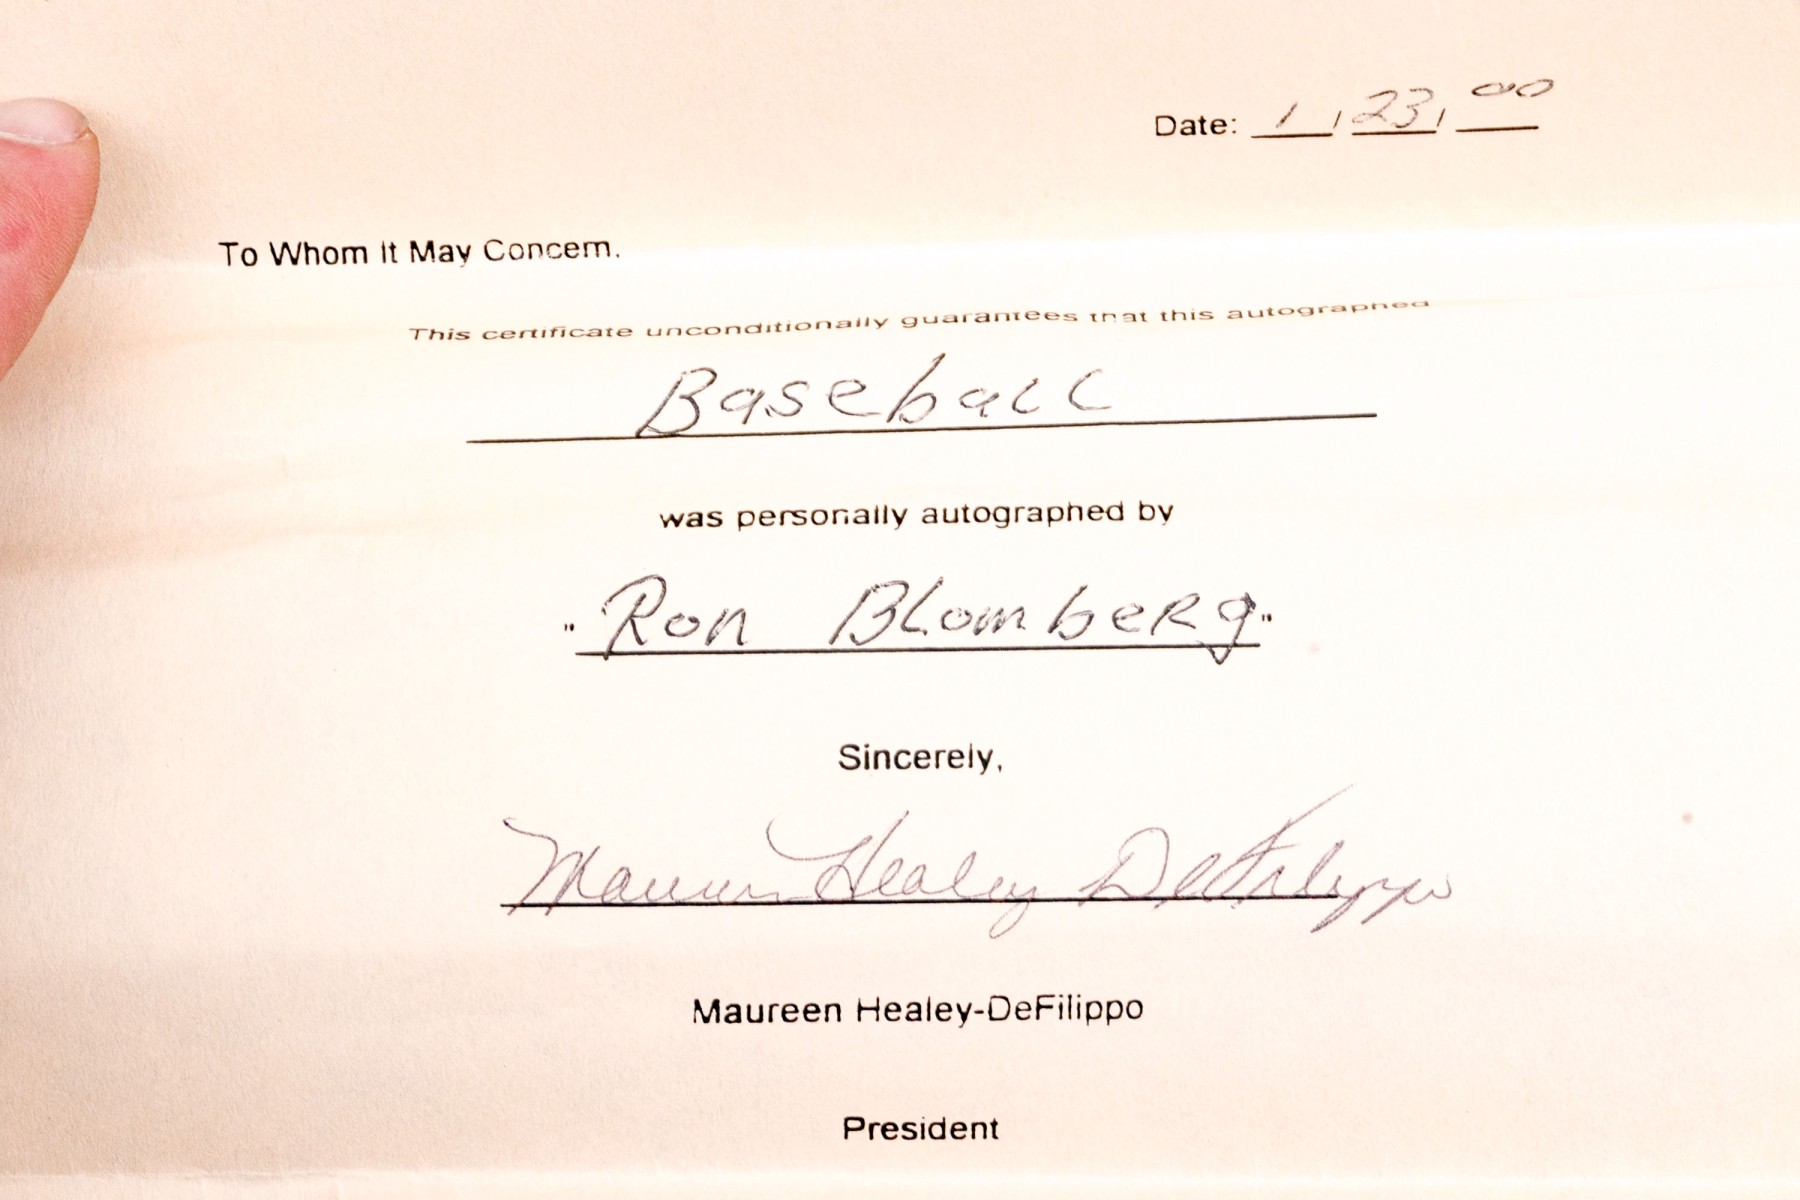 Date: 1 / 23 / 00
To Whom It May Concern.
This certificate unconditionally guarantees that this autographed
Baseball
was personally autographed by
"Ron Blomberg"
Sincerely,
Maureen Healey DeFilippo
Maureen Healey-DeFilippo
President